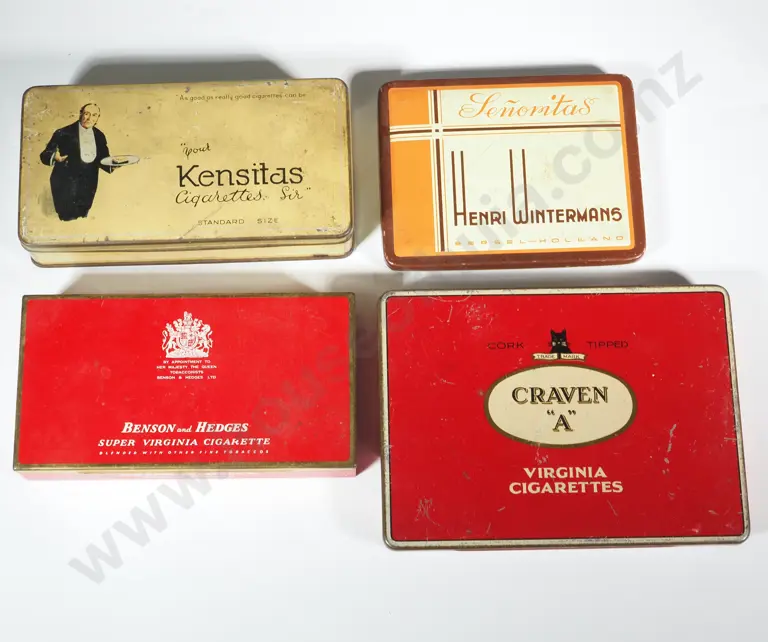 "As good as really good cigarettes can be
"your
Kensitas
Cigarettes, Sir"
STANDARD SIZE
Señoritas
HENRI WINTERMANS
EERSEL-HOLLAND
BY APPOINTMENT TO
HER MAJESTY THE QUEEN
TOBACCONISTS
BENSON & HEDGES LTD
BENSON and HEDGES
SUPER VIRGINIA CIGARETTE
BLENDED WITH OTHER FINE TOBACCOS
CORK TIPPED
TRADE MARK
CRAVEN
"A"
VIRGINIA
CIGARETTES